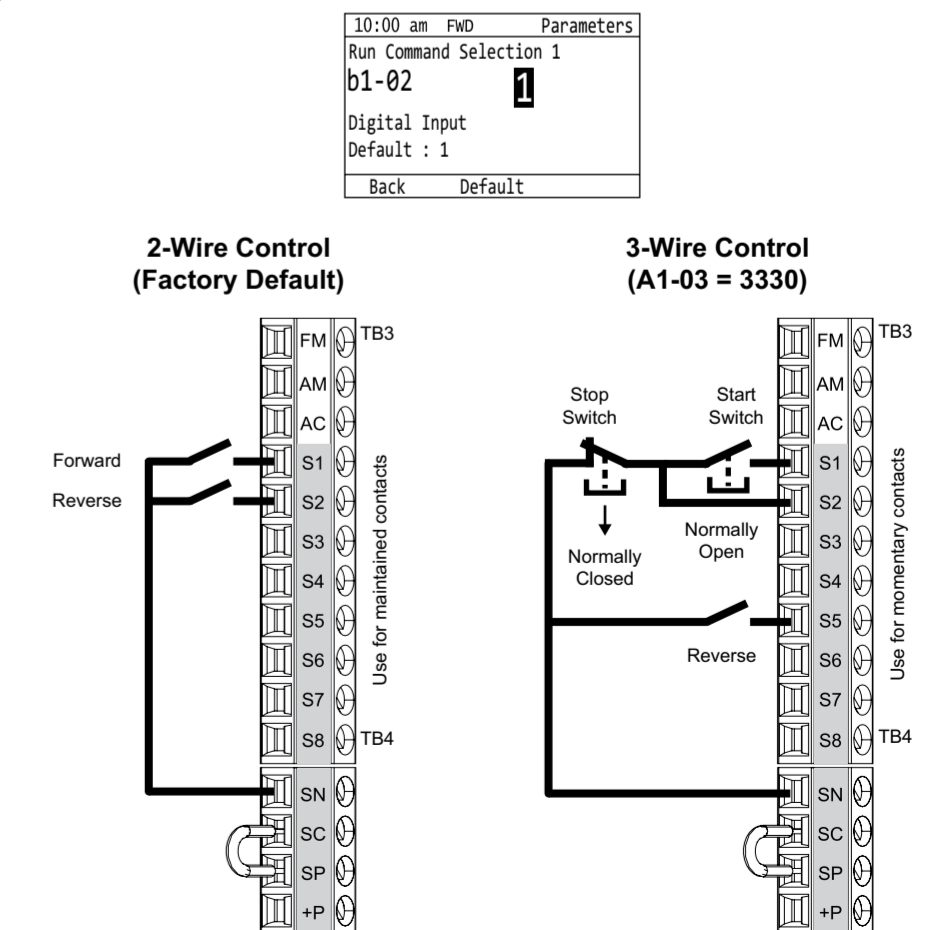 10:00 am FWD Parameters
Run Command Selection 1
b1-02 1
Digital Input
Default : 1
Back Default
2-Wire Control
(Factory Default)
FM
TB3
AM
AC
Forward
S1
Reverse
S2
S3
S4
S5
S6
S7
S8
TB4
Use for maintained contacts
SN
SC
SP
+P
3-Wire Control
(A1-03 = 3330)
FM
TB3
AM
AC
Stop
Switch
Start
Switch
S1
S2
Normally
Open
Normally
Closed
S3
S4
S5
Reverse
S6
S7
S8
TB4
Use for momentary contacts
SN
SC
SP
+P